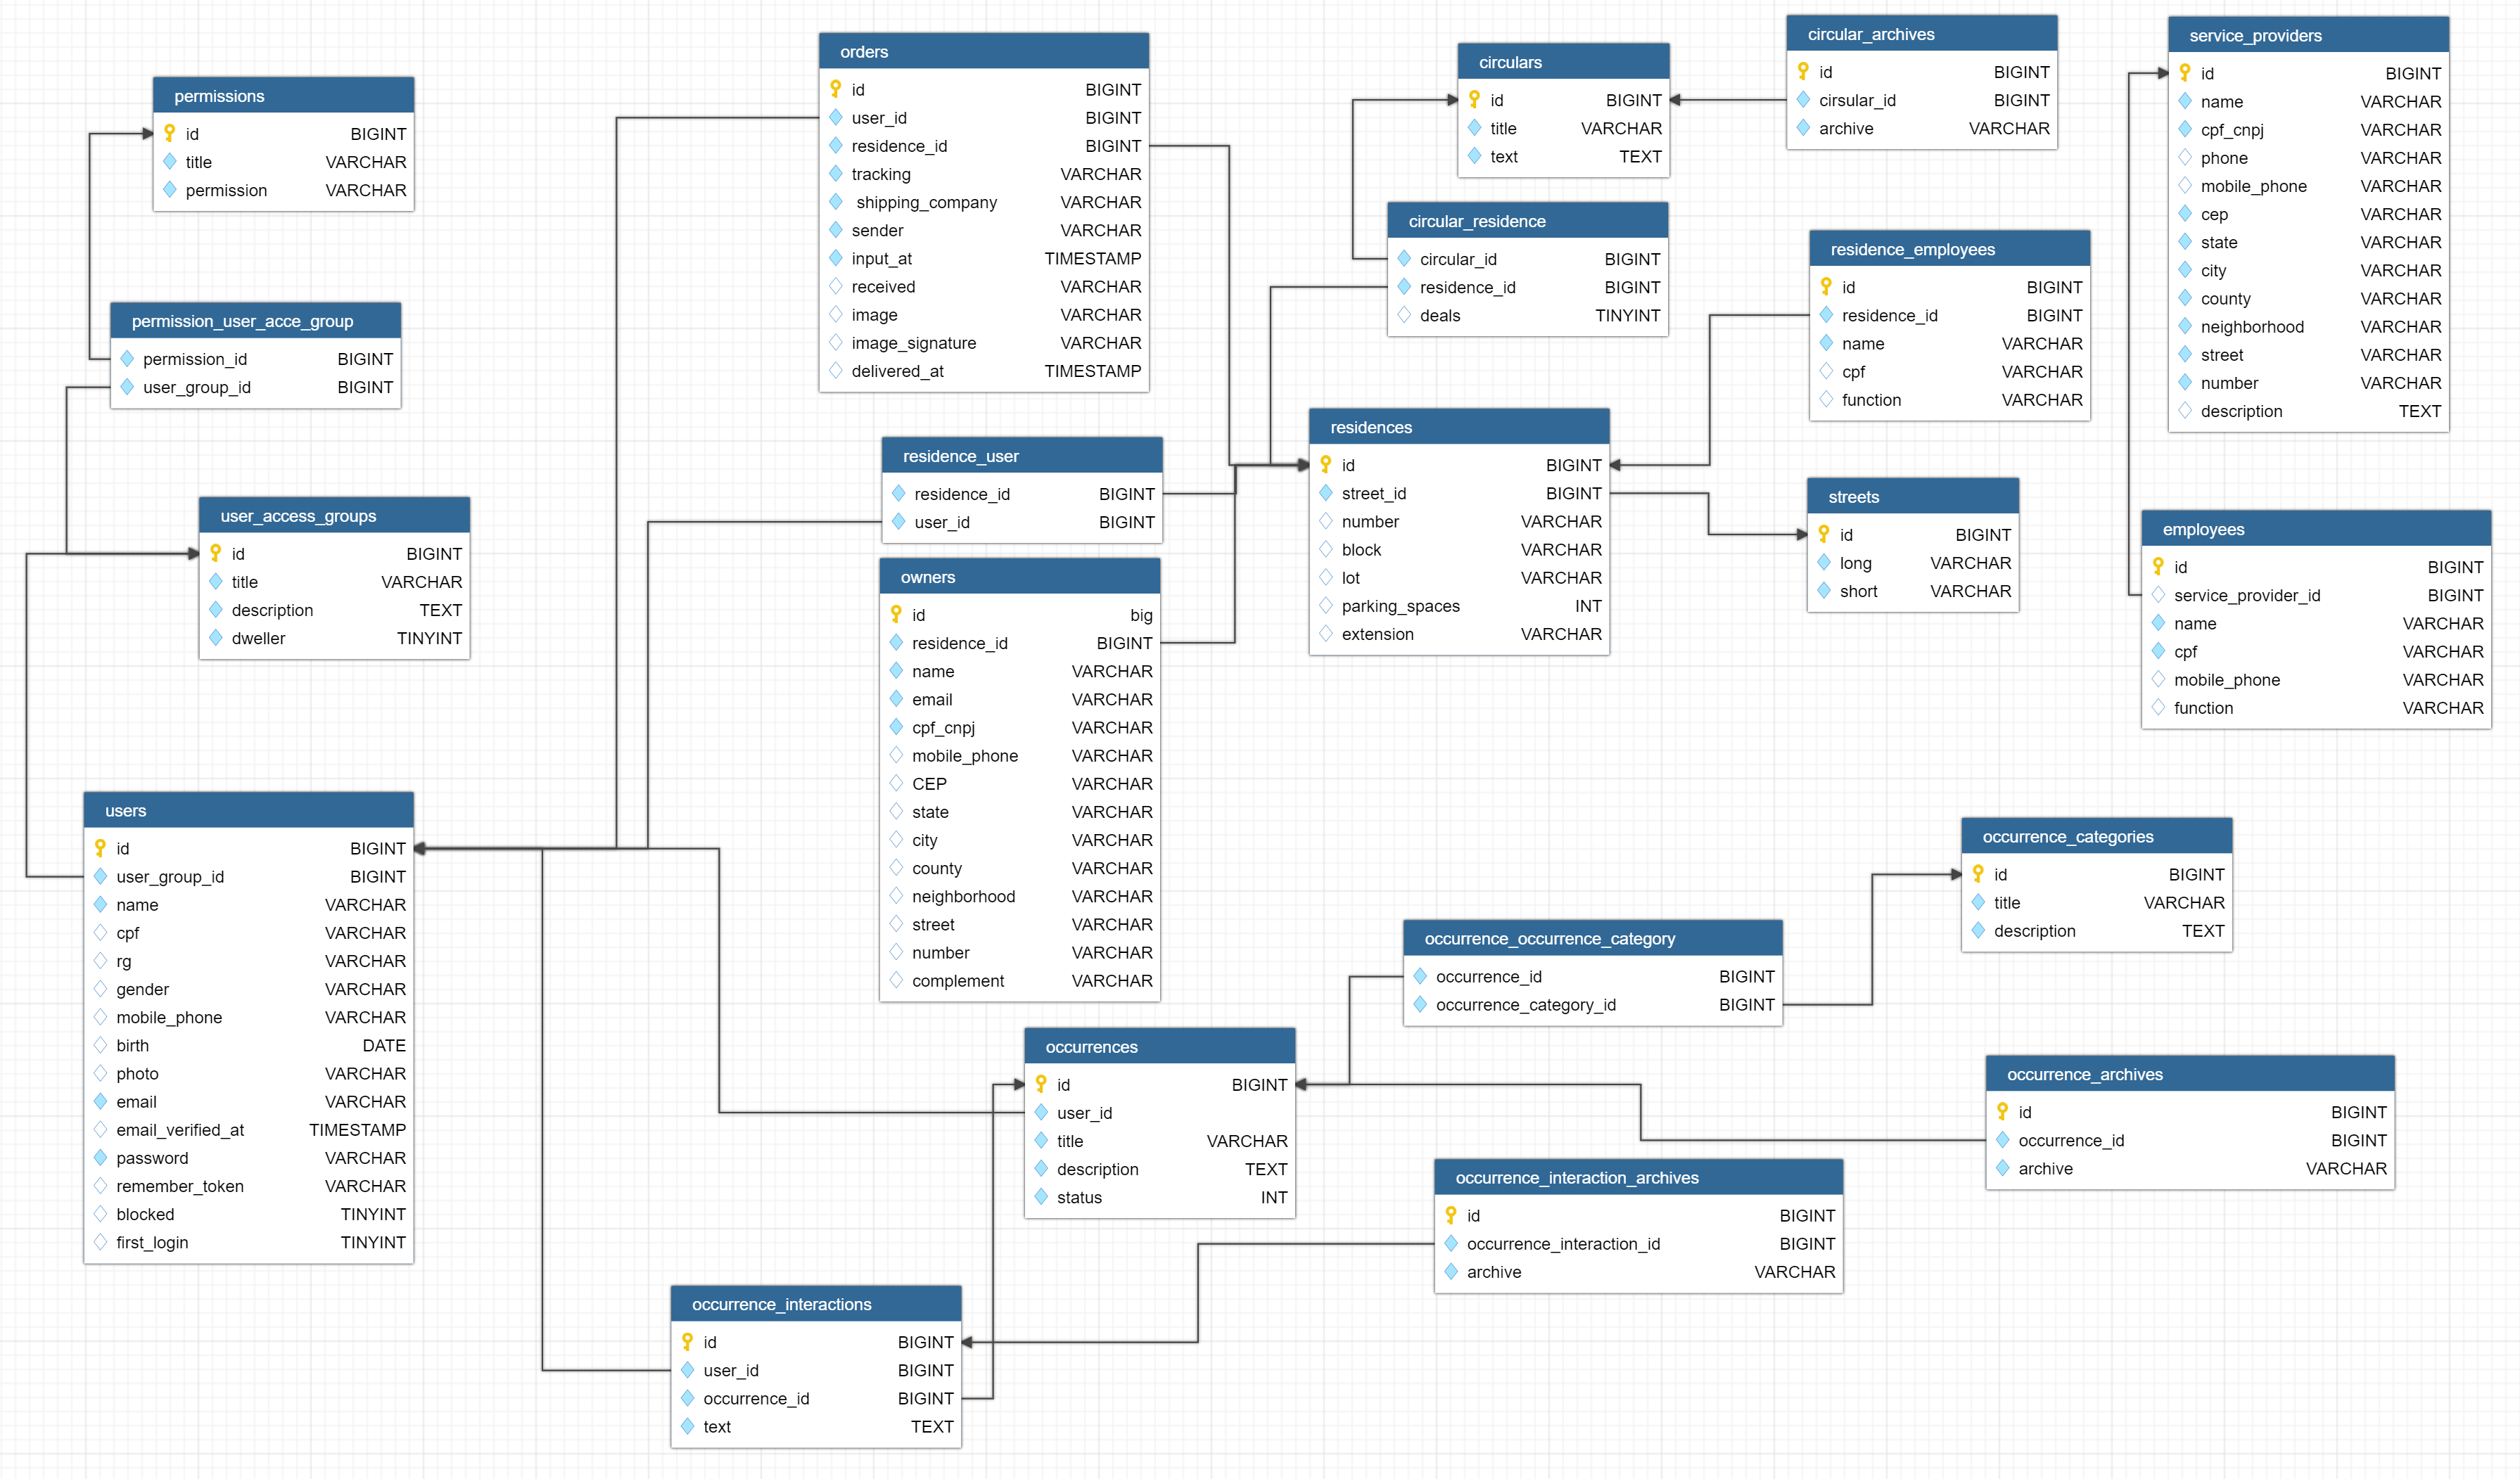 permissions
id BIGINT
title VARCHAR
permission VARCHAR
permission_user_acce_group
permission_id BIGINT
user_group_id BIGINT
user_access_groups
id BIGINT
title VARCHAR
description TEXT
dweller TINYINT
users
id BIGINT
user_group_id BIGINT
name VARCHAR
cpf VARCHAR
rg VARCHAR
gender VARCHAR
mobile_phone VARCHAR
birth DATE
photo VARCHAR
email VARCHAR
email_verified_at TIMESTAMP
password VARCHAR
remember_token VARCHAR
blocked TINYINT
first_login TINYINT
orders
id BIGINT
user_id BIGINT
residence_id BIGINT
tracking VARCHAR
shipping_company VARCHAR
sender VARCHAR
input_at TIMESTAMP
received VARCHAR
image VARCHAR
image_signature VARCHAR
delivered_at TIMESTAMP
residence_user
residence_id BIGINT
user_id BIGINT
owners
id big
residence_id BIGINT
name VARCHAR
email VARCHAR
cpf_cnpj VARCHAR
mobile_phone VARCHAR
CEP VARCHAR
state VARCHAR
city VARCHAR
county VARCHAR
neighborhood VARCHAR
street VARCHAR
number VARCHAR
complement VARCHAR
occurrences
id BIGINT
user_id
title VARCHAR
description TEXT
status INT
occurrence_interactions
id BIGINT
user_id BIGINT
occurrence_id BIGINT
text TEXT
circulars
id BIGINT
title VARCHAR
text TEXT
circular_residence
circular_id BIGINT
residence_id BIGINT
deals TINYINT
residences
id BIGINT
street_id BIGINT
number VARCHAR
block VARCHAR
lot VARCHAR
parking_spaces INT
extension VARCHAR
occurrence_occurrence_category
occurrence_id BIGINT
occurrence_category_id BIGINT
occurrence_interaction_archives
id BIGINT
occurrence_interaction_id BIGINT
archive VARCHAR
circular_archives
id BIGINT
cirsular_id BIGINT
archive VARCHAR
residence_employees
id BIGINT
residence_id BIGINT
name VARCHAR
cpf VARCHAR
function VARCHAR
streets
id BIGINT
long VARCHAR
short VARCHAR
occurrence_categories
id BIGINT
title VARCHAR
description TEXT
occurrence_archives
id BIGINT
occurrence_id BIGINT
archive VARCHAR
service_providers
id BIGINT
name VARCHAR
cpf_cnpj VARCHAR
phone VARCHAR
mobile_phone VARCHAR
cep VARCHAR
state VARCHAR
city VARCHAR
county VARCHAR
neighborhood VARCHAR
street VARCHAR
number VARCHAR
description TEXT
employees
id BIGINT
service_provider_id BIGINT
name VARCHAR
cpf VARCHAR
mobile_phone VARCHAR
function VARCHAR